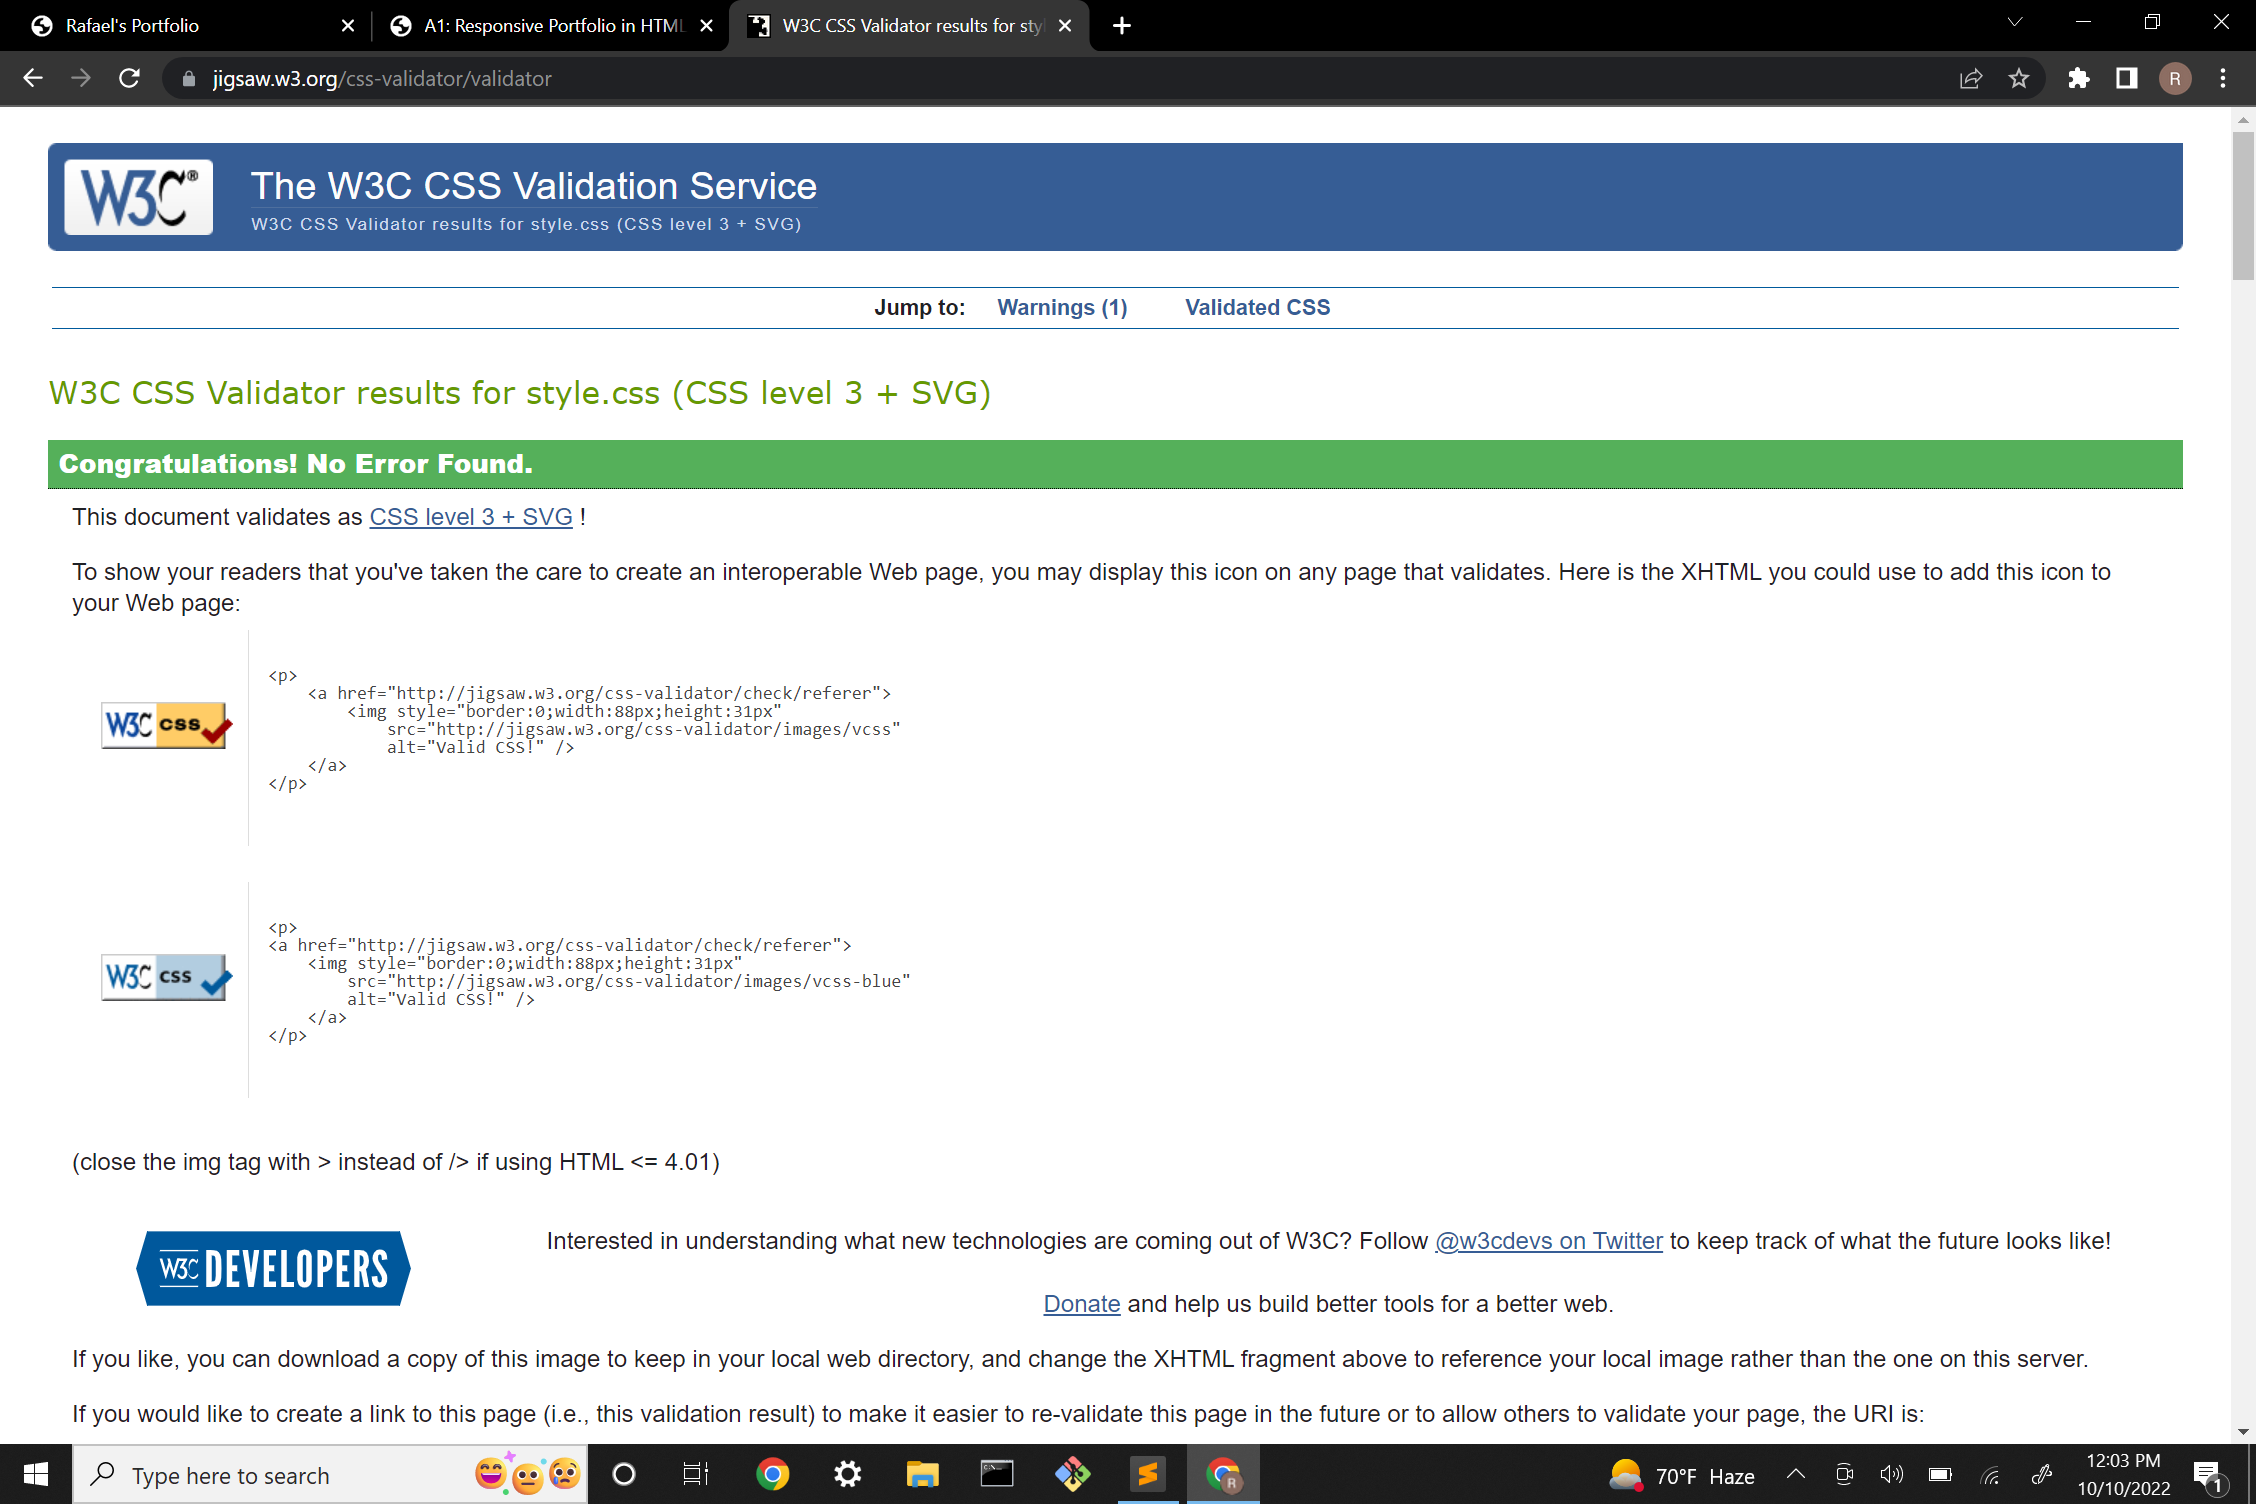 Rafael's Portfolio
A1: Responsive Portfolio in HTML
W3C CSS Validator results for sty
jigsaw.w3.org/css-validator/validator
R
W3C®
The W3C CSS Validation Service
W3C CSS Validator results for style.css (CSS level 3 + SVG)
Jump to: Warnings (1) Validated CSS
W3C CSS Validator results for style.css (CSS level 3 + SVG)
Congratulations! No Error Found.
This document validates as CSS level 3 + SVG !
To show your readers that you've taken the care to create an interoperable Web page, you may display this icon on any page that validates. Here is the XHTML you could use to add this icon to
your Web page:
W3C css
<p>
<a href="http://jigsaw.w3.org/css-validator/check/referer">
<img style="border:0;width:88px;height:31px"
src="http://jigsaw.w3.org/css-validator/images/vcss"
alt="Valid CSS!" />
</a>
</p>
W3C css
<p>
<a href="http://jigsaw.w3.org/css-validator/check/referer">
<img style="border:0;width:88px;height:31px"
src="http://jigsaw.w3.org/css-validator/images/vcss-blue"
alt="Valid CSS!" />
</a>
</p>
(close the img tag with > instead of /> if using HTML <= 4.01)
W3C DEVELOPERS
Interested in understanding what new technologies are coming out of W3C? Follow @w3cdevs on Twitter to keep track of what the future looks like!
Donate and help us build better tools for a better web.
If you like, you can download a copy of this image to keep in your local web directory, and change the XHTML fragment above to reference your local image rather than the one on this server.
If you would like to create a link to this page (i.e., this validation result) to make it easier to re-validate this page in the future or to allow others to validate your page, the URI is:
Type here to search
R
70°F Haze
12:03 PM
10/10/2022
1